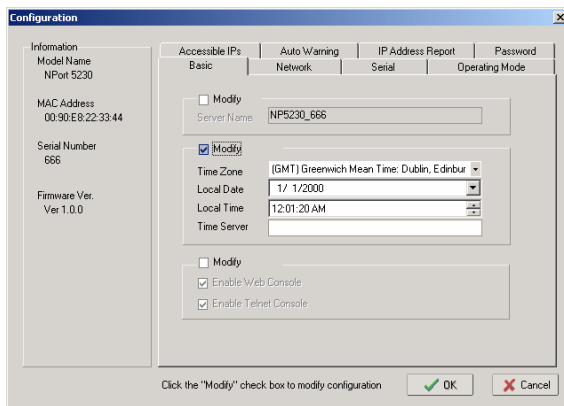 Configuration
Information
Model Name
NPort 5230
MAC Address
00:90:E8:22:33:44
Serial Number
666
Firmware Ver.
Ver 1.0.0
Accessible IPs
Auto Warning
IP Address Report
Password
Basic
Network
Serial
Operating Mode
Modify
Server Name
NP5230_666
Modify
Time Zone
(GMT) Greenwich Mean Time: Dublin, Edinbur
Local Date
1/ 1/2000
Local Time
12:01:20 AM
Time Server
Modify
Enable Web Console
Enable Telnet Console
Click the "Modify" check box to modify configuration
OK
Cancel